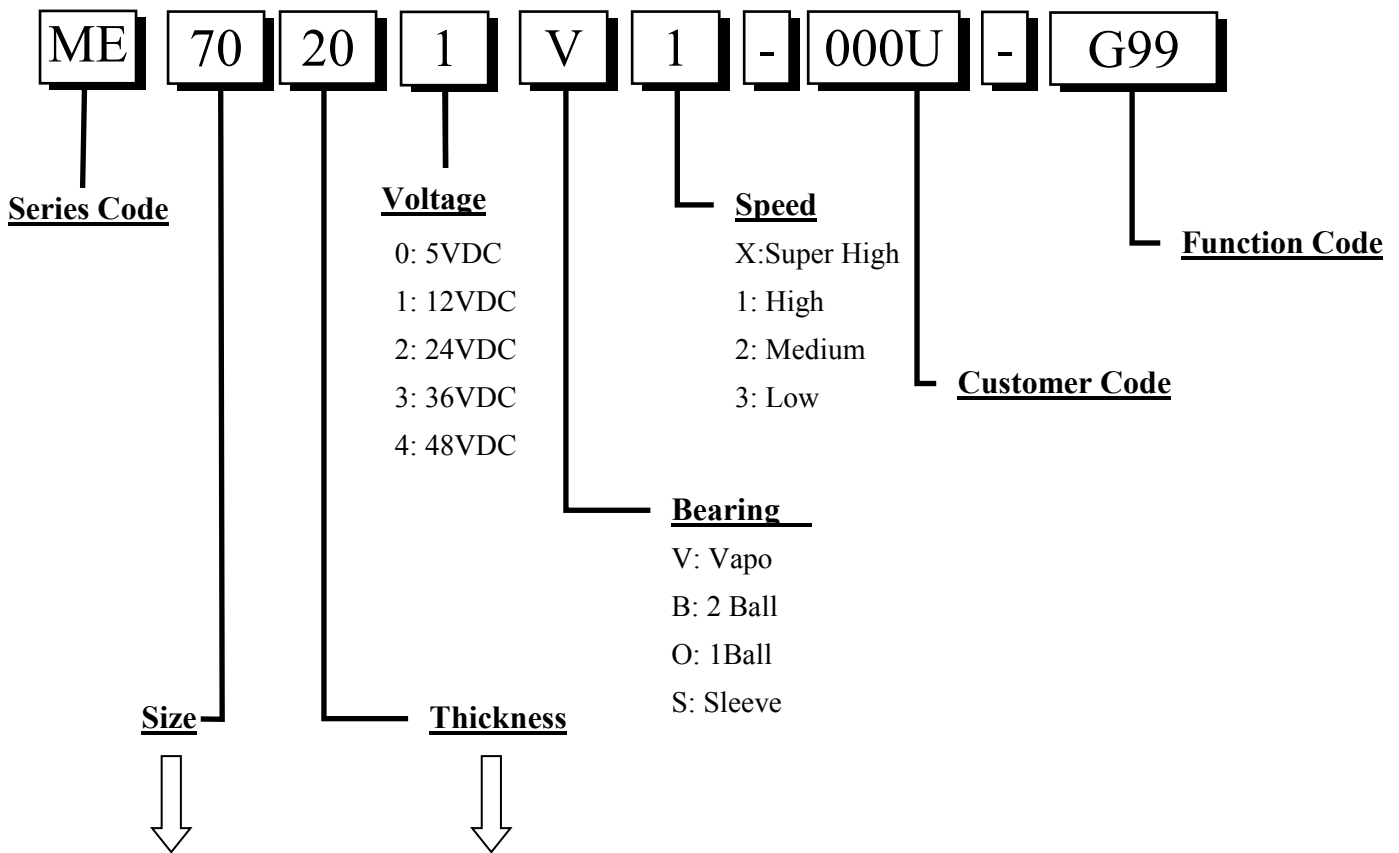 ME 70 20 1 V 1 - 000U - G99
Series Code
Voltage
0: 5VDC
1: 12VDC
2: 24VDC
3: 36VDC
4: 48VDC
Speed
X:Super High
1: High
2: Medium
3: Low
Function Code
Customer Code
Bearing
V: Vapo
B: 2 Ball
O: 1Ball
S: Sleeve
Size
Thickness